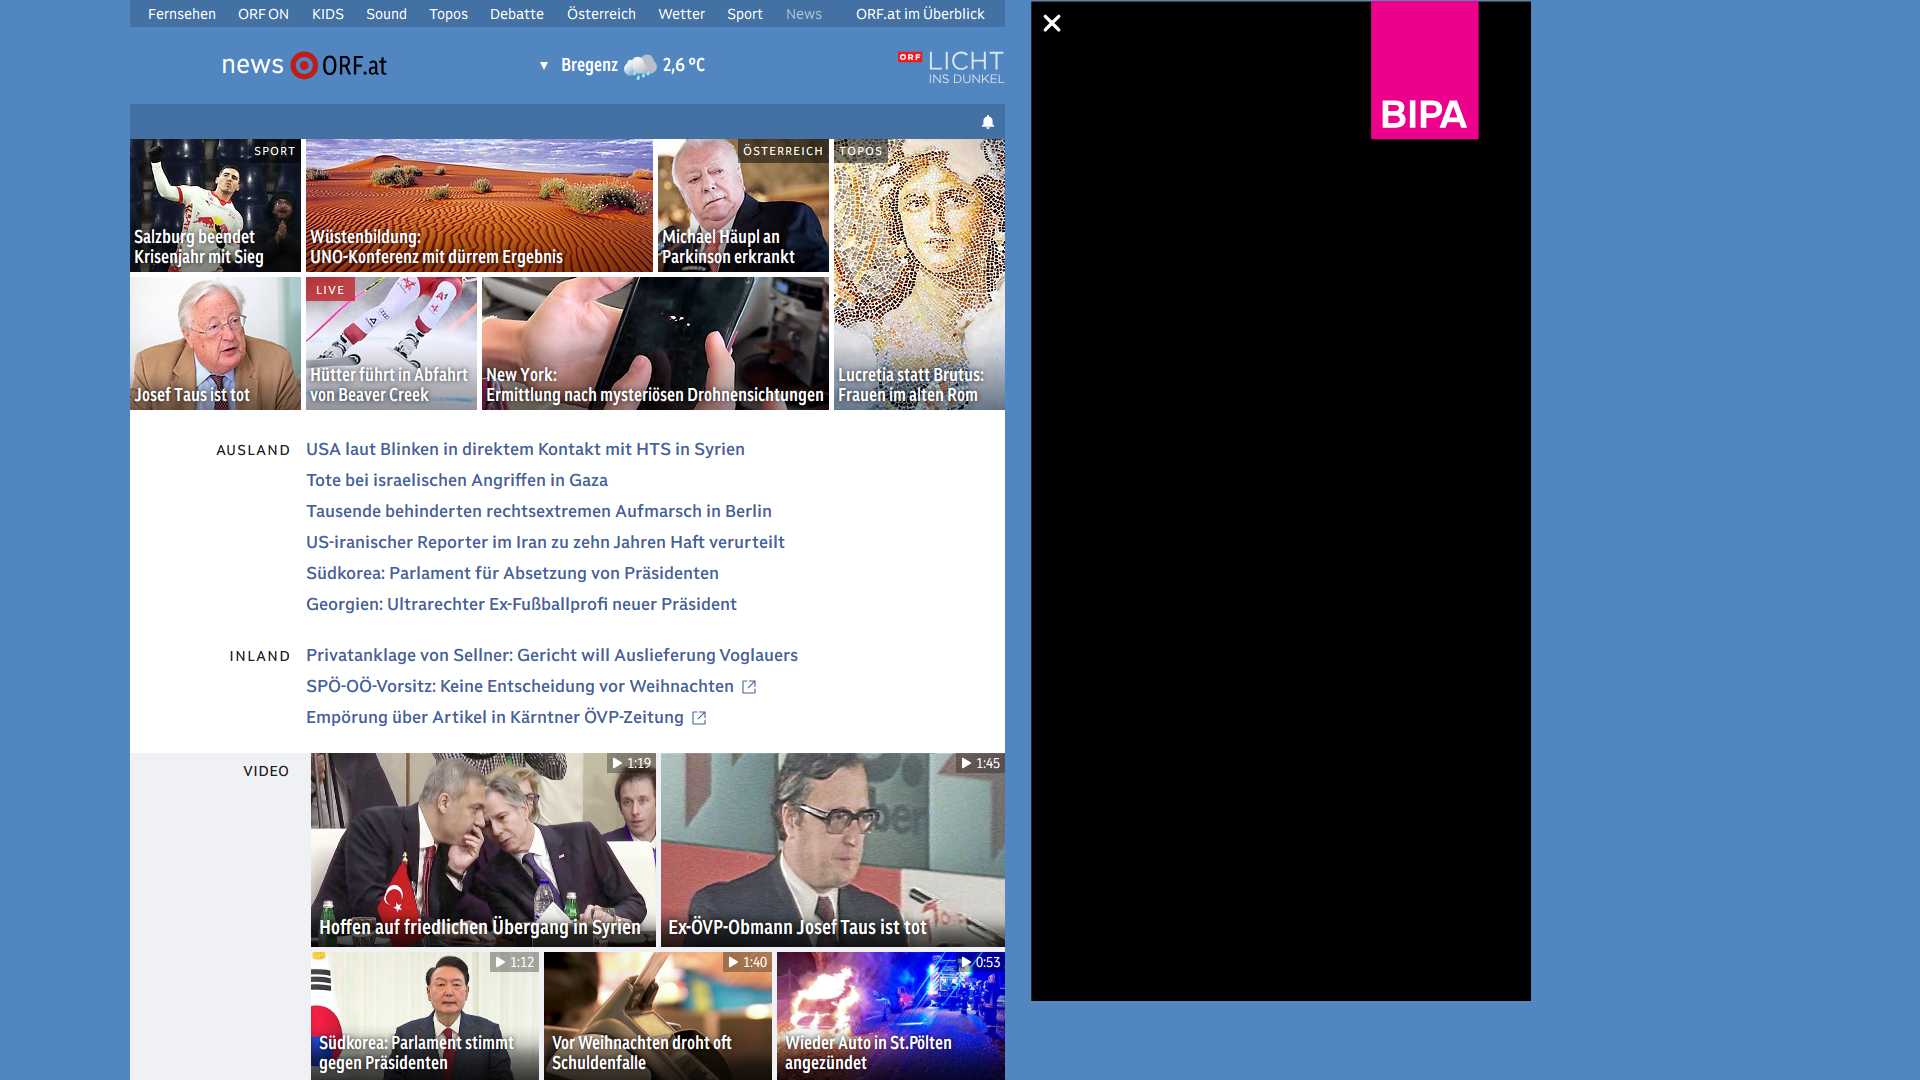 Fernsehen ORF ON KIDS Sound Topos Debatte Österreich Wetter Sport News ORF.at im Überblick
news ORF.at
Bregenz 2,6 °C
ORF LICHT
INS DUNKEL
BIPA
SPORT
Salzburg beendet
Krisenjahr mit Sieg
Wüstenbildung:
UNO-Konferenz mit dürrem Ergebnis
ÖSTERREICH
Michael Häupl an
Parkinson erkrankt
TOPOS
Lucretia statt Brutus:
Frauen im alten Rom
Josef Taus ist tot
LIVE
Hütter führt in Abfahrt
von Beaver Creek
New York:
Ermittlung nach mysteriösen Drohnensichtungen
AUSLAND
USA laut Blinken in direktem Kontakt mit HTS in Syrien
Tote bei israelischen Angriffen in Gaza
Tausende behinderten rechtsextremen Aufmarsch in Berlin
US-iranischer Reporter im Iran zu zehn Jahren Haft verurteilt
Südkorea: Parlament für Absetzung von Präsidenten
Georgien: Ultrarechter Ex-Fußballprofi neuer Präsident
INLAND
Privatanklage von Sellner: Gericht will Auslieferung Voglauers
SPÖ-OÖ-Vorsitz: Keine Entscheidung vor Weihnachten
Empörung über Artikel in Kärntner ÖVP-Zeitung
VIDEO
1:19
Hoffen auf friedlichen Übergang in Syrien
1:45
Ex-ÖVP-Obmann Josef Taus ist tot
1:12
Südkorea: Parlament stimmt
gegen Präsidenten
1:40
Vor Weihnachten droht oft
Schuldenfalle
0:53
Wieder Auto in St.Pölten
angezündet